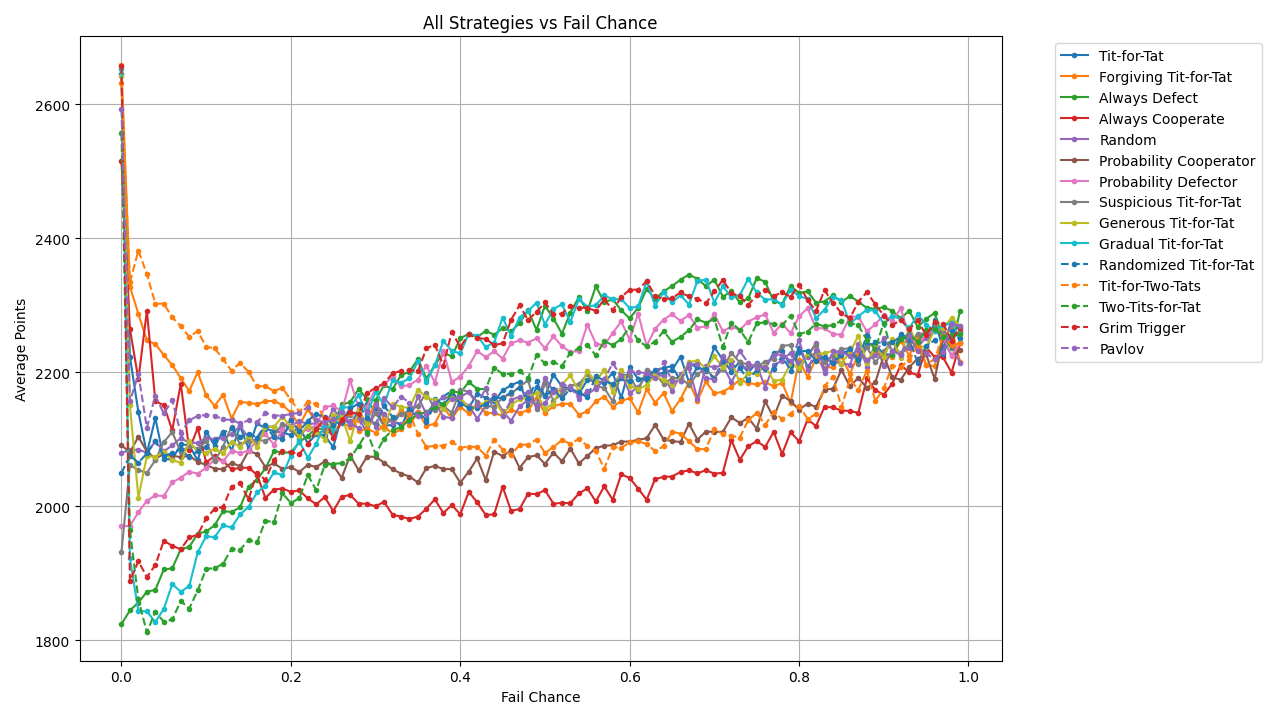 All Strategies vs Fail Chance
Average Points
2600
2400
2200
2000
1800
0.0
0.2
0.4
0.6
0.8
1.0
Fail Chance
Tit-for-Tat
Forgiving Tit-for-Tat
Always Defect
Always Cooperate
Random
Probability Cooperator
Probability Defector
Suspicious Tit-for-Tat
Generous Tit-for-Tat
Gradual Tit-for-Tat
Randomized Tit-for-Tat
Tit-for-Two-Tats
Two-Tits-for-Tat
Grim Trigger
Pavlov